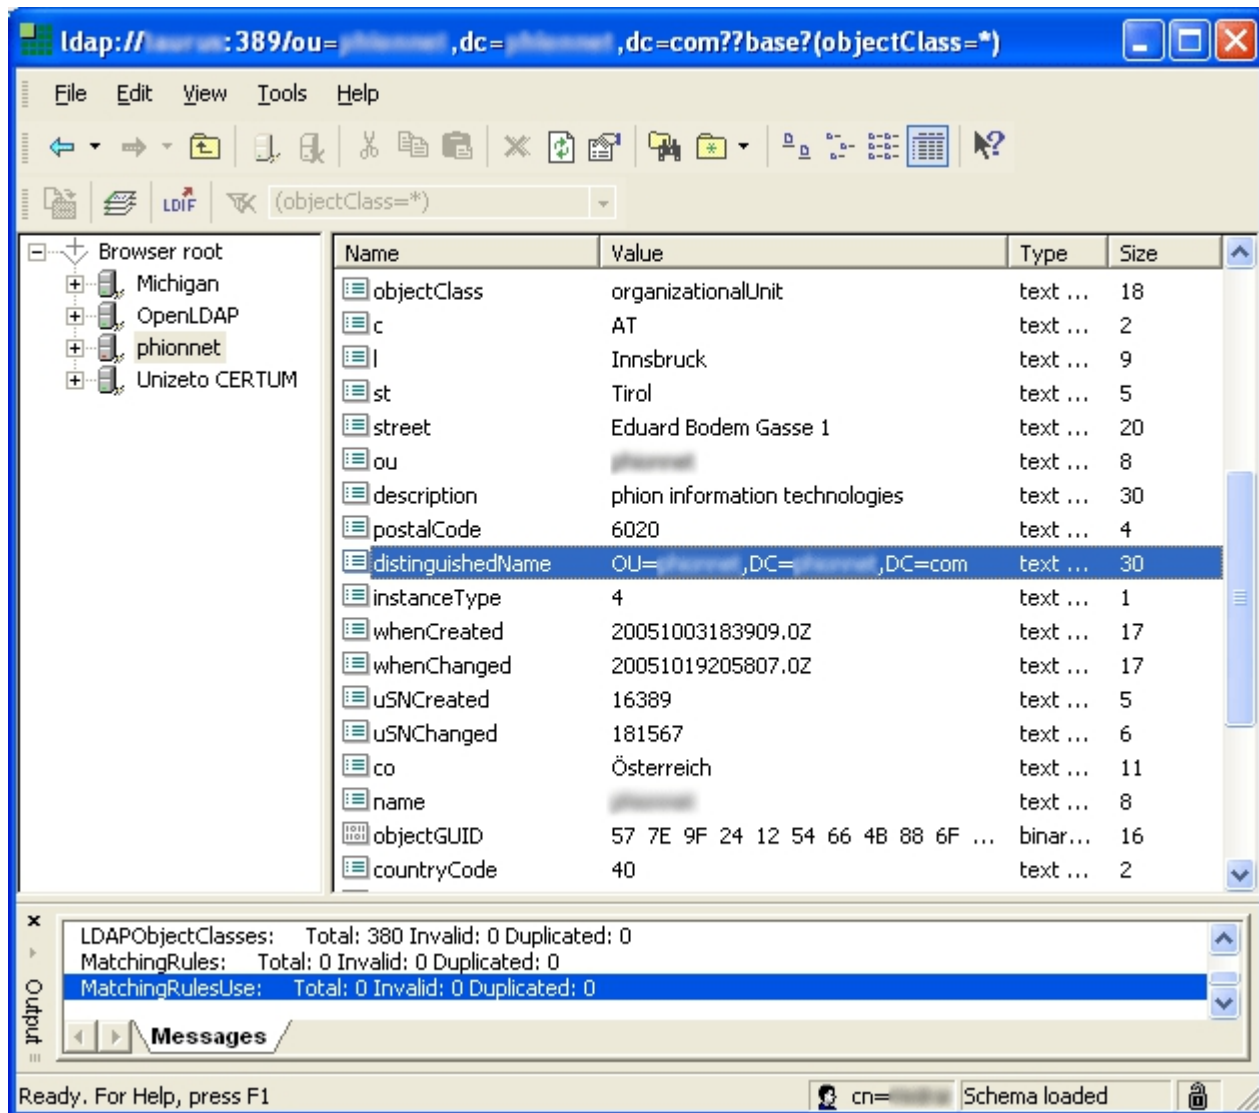 ldap:// :389/ou= ,dc= ,dc=com??base?(objectClass=*)
File Edit View Tools Help
LDIF (objectClass=*)
Browser root
Michigan
OpenLDAP
phionnet
Unizeto CERTUM
Name Value Type Size
objectClass organizationalUnit text ... 18
c AT text ... 2
l Innsbruck text ... 9
st Tirol text ... 5
street Eduard Bodem Gasse 1 text ... 20
ou text ... 8
description phion information technologies text ... 30
postalCode 6020 text ... 4
distinguishedName OU= ,DC= ,DC=com text ... 30
instanceType 4 text ... 1
whenCreated 20051003183909.0Z text ... 17
whenChanged 20051019205807.0Z text ... 17
uSNCreated 16389 text ... 5
uSNChanged 181567 text ... 6
co Österreich text ... 11
name text ... 8
objectGUID 57 7E 9F 24 12 54 66 4B 88 6F ... binar... 16
countryCode 40 text ... 2
Output
LDAPObjectClasses: Total: 380 Invalid: 0 Duplicated: 0
MatchingRules: Total: 0 Invalid: 0 Duplicated: 0
MatchingRulesUse: Total: 0 Invalid: 0 Duplicated: 0
Messages
Ready. For Help, press F1 cn= Schema loaded